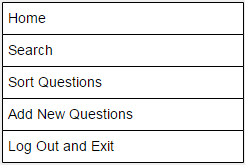 Home
Search
Sort Questions
Add New Questions
Log Out and Exit